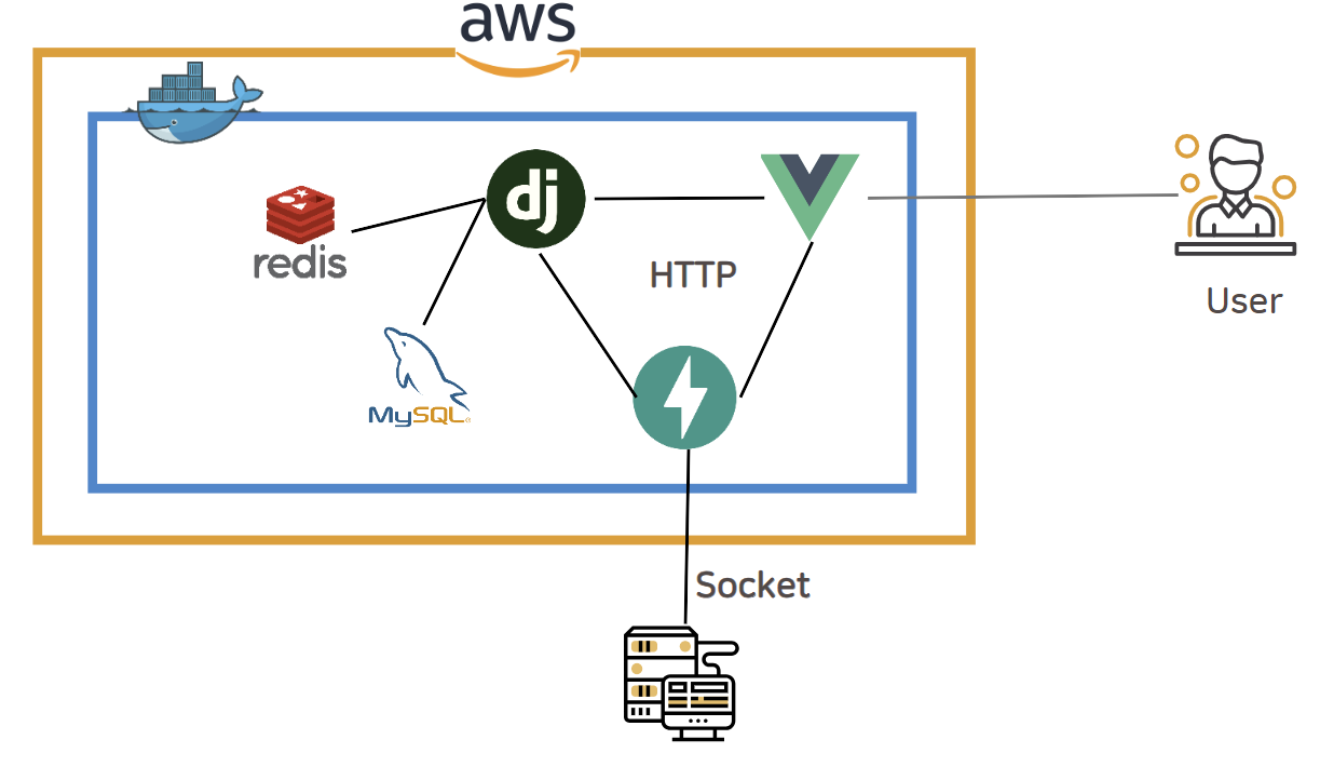 aws
dj
redis
HTTP
User
MySQL
Socket